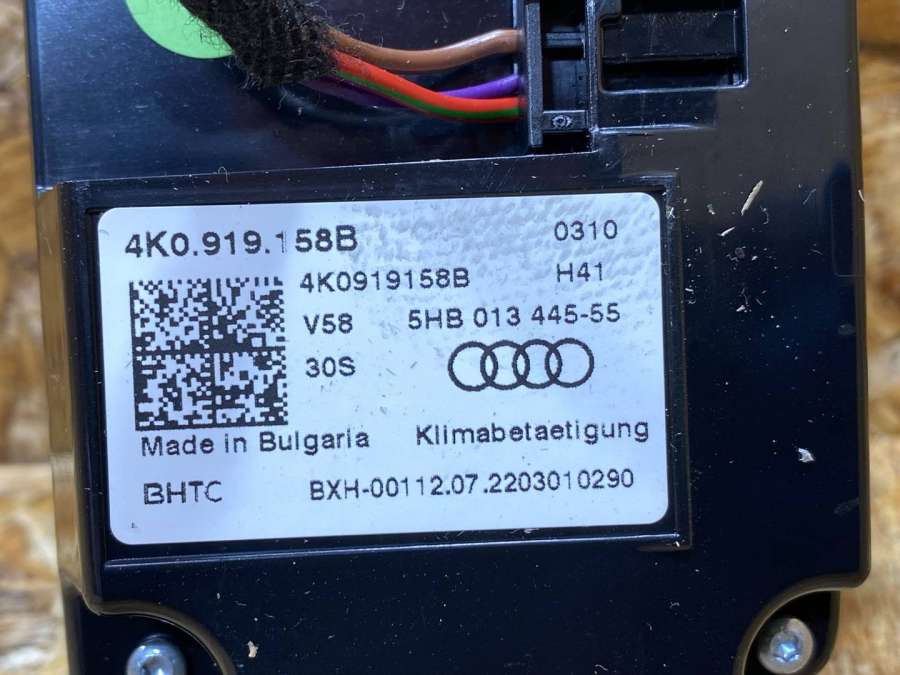 4K0.919.158B 0310
4K0919158B H41
V58 5HB 013 445-55
30S
Made in Bulgaria Klimabetaetigung
BHTC BXH-00112.07.2203010290